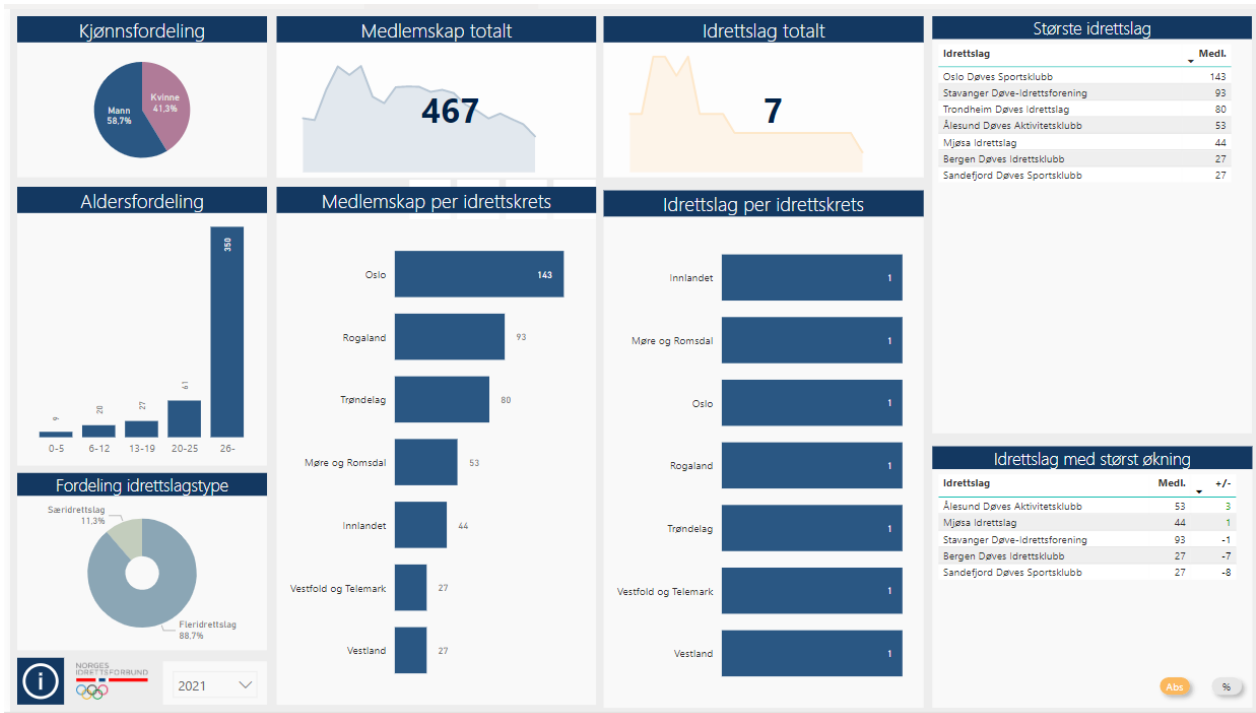 Kjønnsfordeling
Mann
58,7%
Kvinne
41,3%
Medlemskap totalt
467
Idrettslag totalt
7
Største idrettslag
Idrettslag Medl.
Oslo Døves Sportsklubb 143
Stavanger Døve-Idrettsforening 93
Trondheim Døves Idrettslag 80
Ålesund Døves Aktivitetsklubb 53
Mjøsa Idrettslag 44
Bergen Døves Idrettsklubb 27
Sandefjord Døves Sportsklubb 27
Aldersfordeling
9 20 27 61 350
0-5 6-12 13-19 20-25 26-
Medlemskap per idrettskrets
Oslo 143
Rogaland 93
Trøndelag 80
Møre og Romsdal 53
Innlandet 44
Vestfold og Telemark 27
Vestland 27
Idrettslag per idrettskrets
Innlandet 1
Møre og Romsdal 1
Oslo 1
Rogaland 1
Trøndelag 1
Vestfold og Telemark 1
Vestland 1
Idrettslag med størst økning
Idrettslag Medl. +/-
Ålesund Døves Aktivitetsklubb 53 3
Mjøsa Idrettslag 44 1
Stavanger Døve-Idrettsforening 93 -1
Bergen Døves Idrettsklubb 27 -7
Sandefjord Døves Sportsklubb 27 -8
Abs %
Fordeling idrettslagstype
Særidrettslag
11,3%
Fleridrettslag
88,7%
i
NORGES
IDRETTSFORBUND
2021